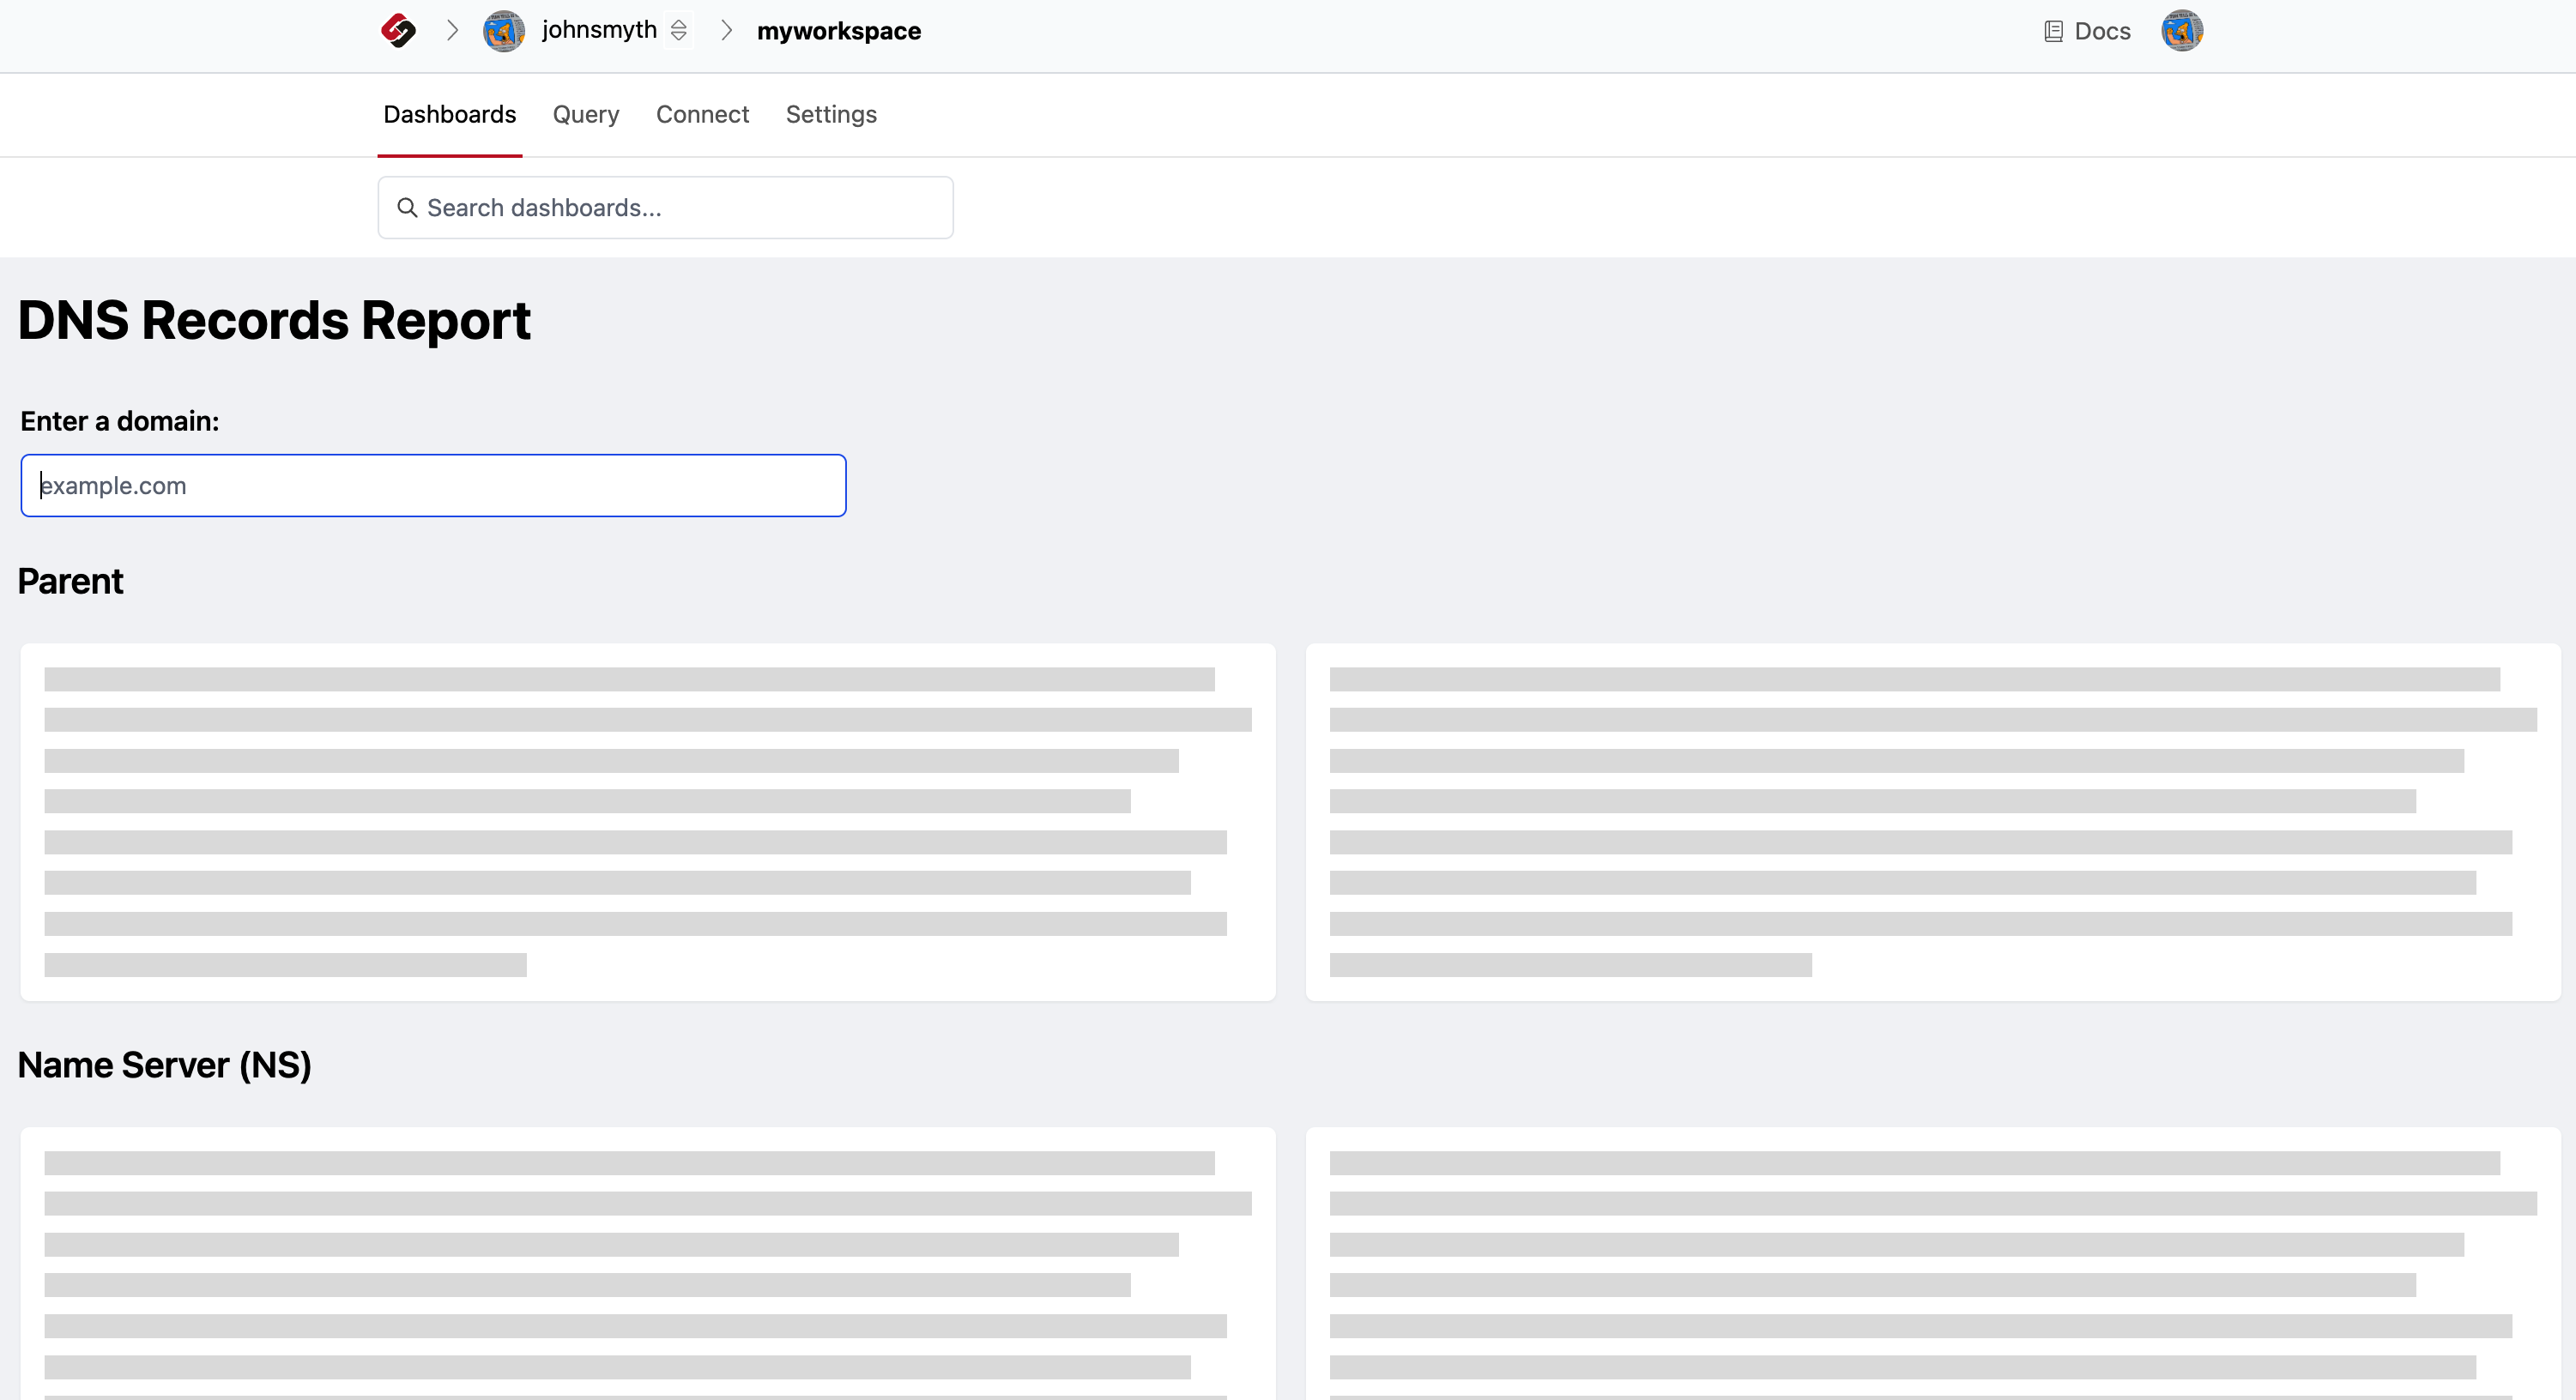 johnsmyth
myworkspace
Docs
Dashboards
Query
Connect
Settings
Search dashboards...
DNS Records Report
Enter a domain:
example.com
Parent
Name Server (NS)